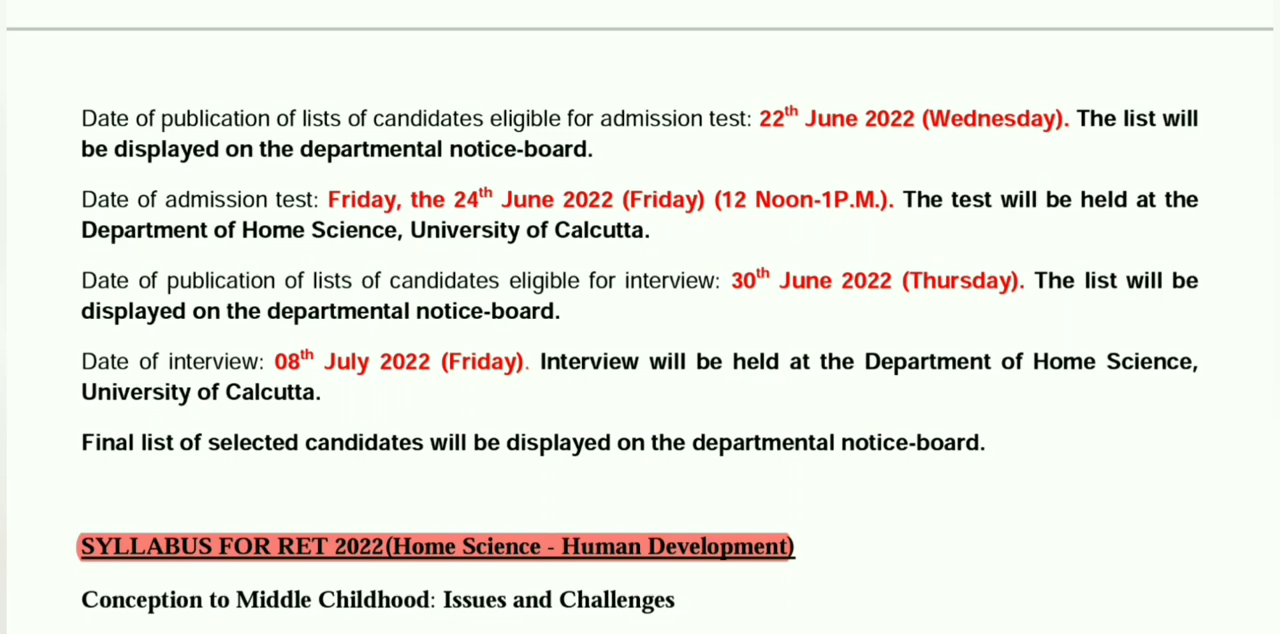 Date of publication of lists of candidates eligible for admission test: 22th June 2022 (Wednesday). The list will
be displayed on the departmental notice-board.
Date of admission test: Friday, the 24th June 2022 (Friday) (12 Noon-1P.M.). The test will be held at the
Department of Home Science, University of Calcutta.
Date of publication of lists of candidates eligible for interview: 30th June 2022 (Thursday). The list will be
displayed on the departmental notice-board.
Date of interview: 08th July 2022 (Friday). Interview will be held at the Department of Home Science,
University of Calcutta.
Final list of selected candidates will be displayed on the departmental notice-board.
SYLLABUS FOR RET 2022(Home Science - Human Development)
Conception to Middle Childhood: Issues and Challenges